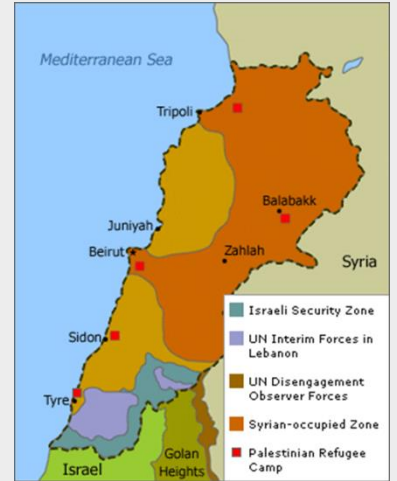 Mediterranean Sea
Tripoli
Balabakk
Juniyah
Beirut
Zahlah
Syria
Sidon
Tyre
Israel
Golan
Heights
Israeli Security Zone
UN Interim Forces in
Lebanon
UN Disengagement
Observer Forces
Syrian-occupied Zone
Palestinian Refugee
Camp